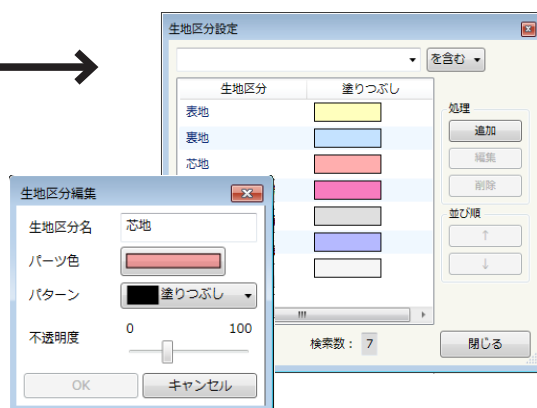 生地区分設定
を含む
生地区分 塗りつぶし
表地
裏地
芯地
処理
追加
編集
削除
並び順
↑
↓
検索数： 7
閉じる
生地区分編集
生地区分名 芯地
パーツ色
パターン 塗りつぶし
不透明度 0 100
OK キャンセル